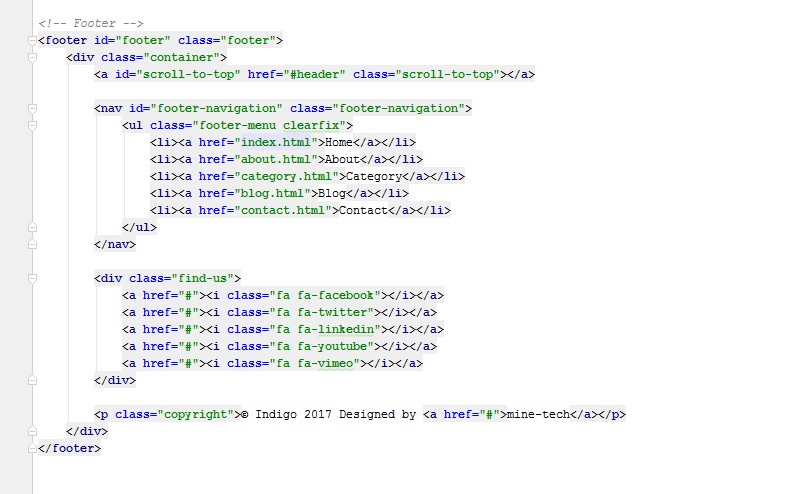 <!-- Footer -->
<footer id="footer" class="footer">
<div class="container">
<a id="scroll-to-top" href="#header" class="scroll-to-top"></a>
<nav id="footer-navigation" class="footer-navigation">
<ul class="footer-menu clearfix">
<li><a href="index.html">Home</a></li>
<li><a href="about.html">About</a></li>
<li><a href="category.html">Category</a></li>
<li><a href="blog.html">Blog</a></li>
<li><a href="contact.html">Contact</a></li>
</ul>
</nav>
<div class="find-us">
<a href="#"><i class="fa fa-facebook"></i></a>
<a href="#"><i class="fa fa-twitter"></i></a>
<a href="#"><i class="fa fa-linkedin"></i></a>
<a href="#"><i class="fa fa-youtube"></i></a>
<a href="#"><i class="fa fa-vimeo"></i></a>
</div>
<p class="copyright">© Indigo 2017 Designed by <a href="#">mine-tech</a></p>
</div>
</footer>